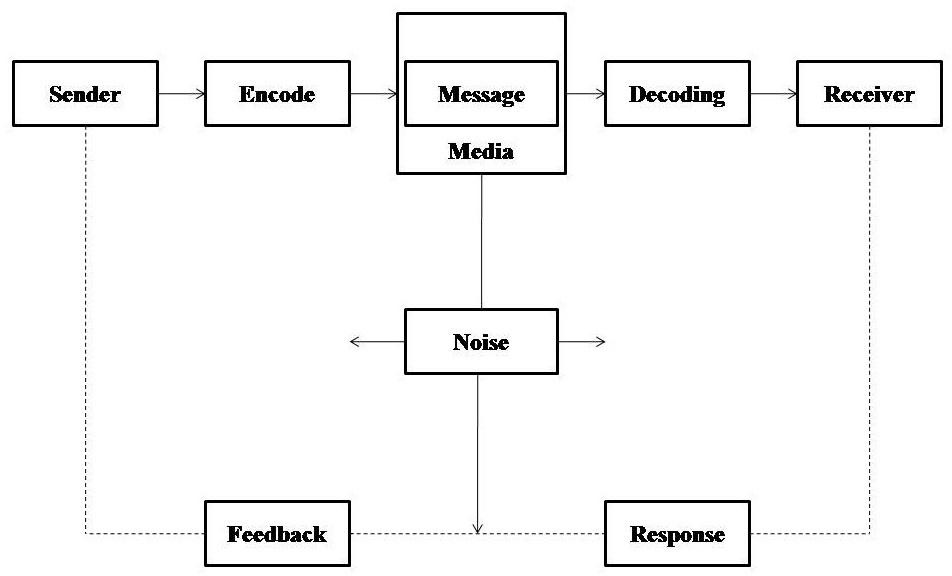 Sender
Encode
Message
Media
Decoding
Receiver
Noise
Feedback
Response